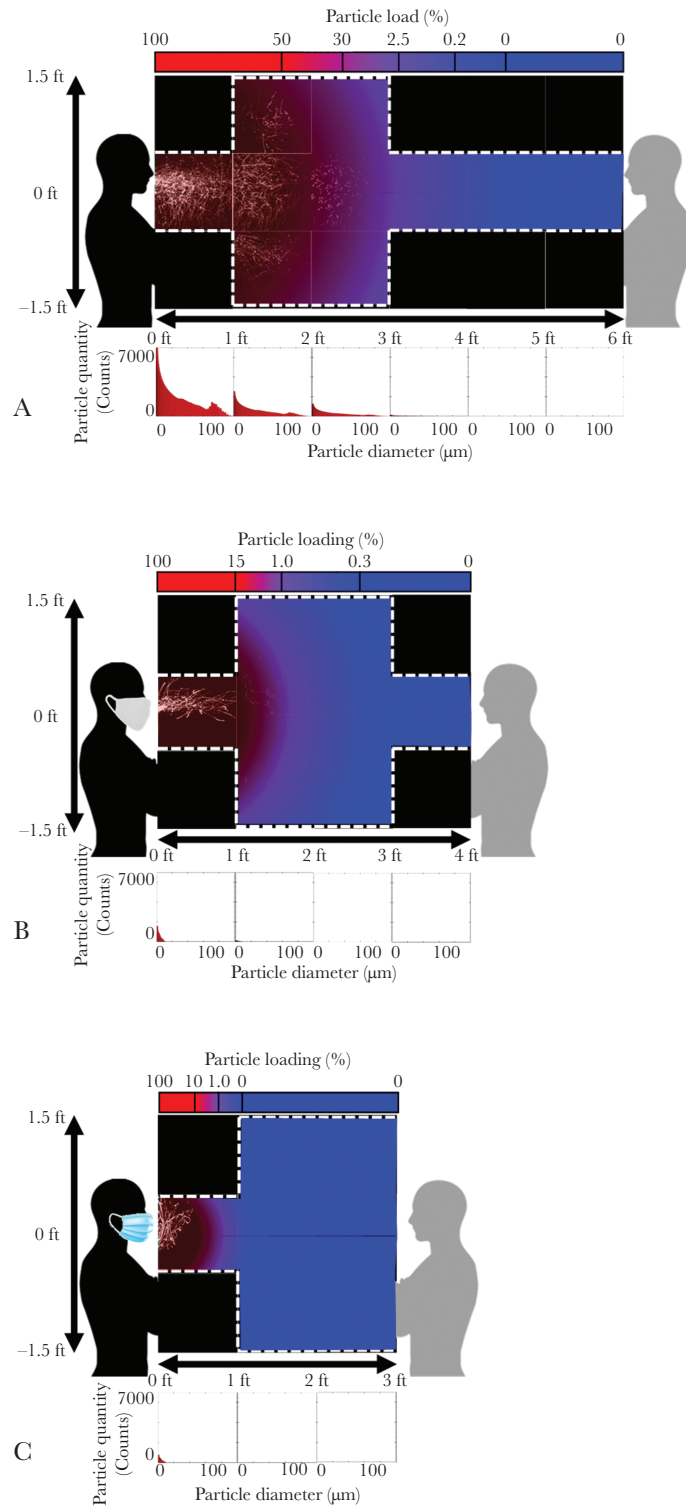 Particle load (%)
100 50 30 2.5 0.2 0 0
1.5 ft
0 ft
–1.5 ft
0 ft 1 ft 2 ft 3 ft 4 ft 5 ft 6 ft
Particle quantity
(Counts)
7000
0
0 100 0 100 0 100 0 100 0 100 0 100
Particle diameter (μm)
A
Particle loading (%)
100 15 1.0 0.3 0
1.5 ft
0 ft
–1.5 ft
0 ft 1 ft 2 ft 3 ft 4 ft
Particle quantity
(Counts)
7000
0
0 100 0 100 0 100 0 100
Particle diameter (μm)
B
Particle loading (%)
100 10 1.0 0 0
1.5 ft
0 ft
–1.5 ft
0 ft 1 ft 2 ft 3 ft
Particle quantity
(Counts)
7000
0
0 100 0 100 0 100
Particle diameter (μm)
C